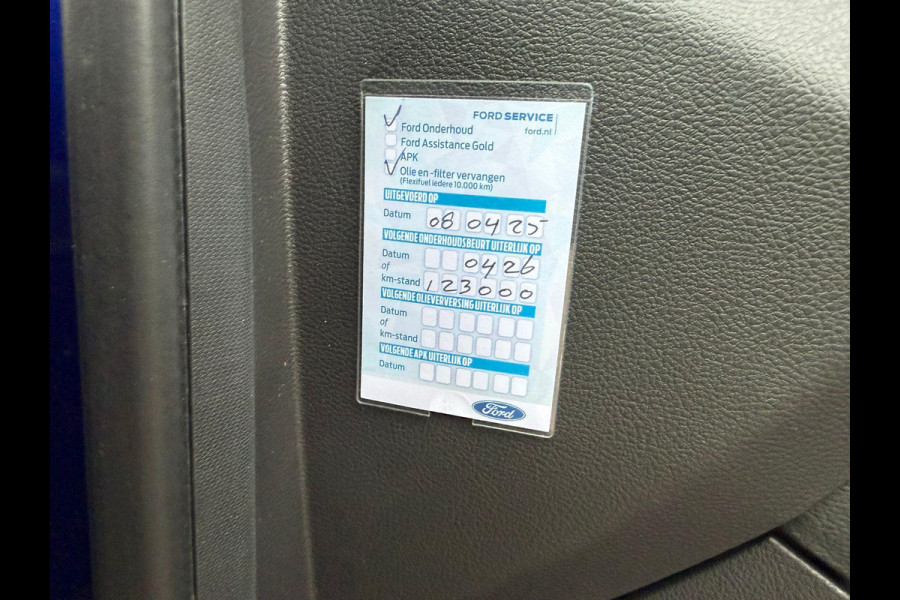 FORD SERVICE
ford.nl
Ford Onderhoud
Ford Assistance Gold
APK
Olie en -filter vervangen
(Flexifuel iedere 10.000 km)
UITGEVOERD OP
Datum 08 04 25
VOLGENDE ONDERHOUDSBEURT UITERLIJK OP
Datum 04 26
of
km-stand 123000
VOLGENDE OLIEVERVERSING UITERLIJK OP
Datum
of
km-stand
VOLGENDE APK UITERLIJK OP
Datum
Ford